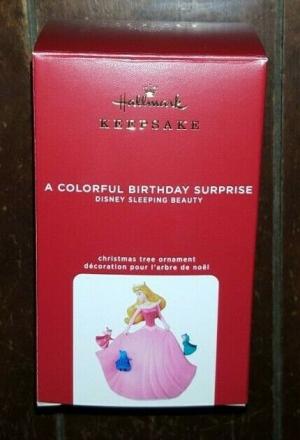 Hallmark
KEEPSAKE
A COLORFUL BIRTHDAY SURPRISE
DISNEY SLEEPING BEAUTY
christmas tree ornament
décoration pour l'arbre de noël